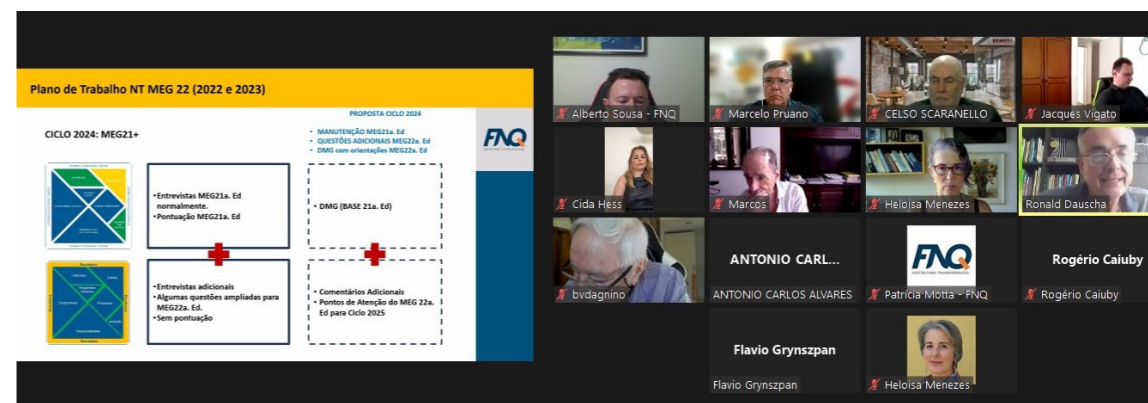 Plano de Trabalho NT MEG 22 (2022 e 2023)
PROPOSTA CICLO 2024
CICLO 2024: MEG21+
• MANUTENÇÃO MEG21a. Ed
• QUESTÕES ADICIONAIS MEG22a. Ed
• DMG com orientações MEG22a. Ed
FNQ
•Entrevistas MEG21a. Ed
normalmente.
•Pontuação MEG21a. Ed
• DMG (BASE 21a. Ed)
•Entrevistas adicionais
•Algumas questões ampliadas para
MEG22a. Ed.
•Sem pontuação
• Comentários Adicionais
• Pontos de Atenção do MEG 22a.
Ed para Ciclo 2025
Alberto Sousa - FNQ
Marcelo Pruano
CELSO SCARANELLO
Jacques Vigato
Cida Hess
Marcos
Heloisa Menezes
Ronald Dauscha
bvdagnino
ANTONIO CARL...
ANTONIO CARLOS ALVARES
FNQ
Patrícia Motta - FNQ
Rogério Caiuby
Rogério Caiuby
Flavio Grynszpan
Flavio Grynszpan
Heloisa Menezes